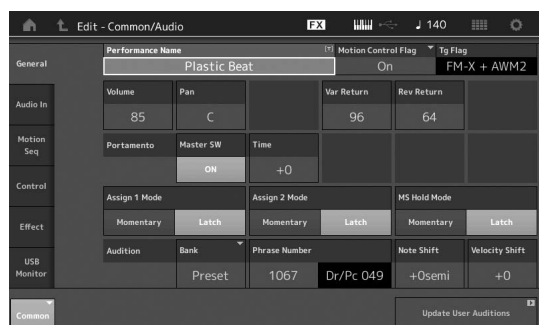 Edit - Common/Audio FX 140
Performance Name Motion Control Flag Tg Flag
General Plastic Beat On FM-X + AWM2
Volume Pan Var Return Rev Return
Audio In 85 C 96 64
Motion Seq Portamento Master SW Time
ON +0
Control
Assign 1 Mode Assign 2 Mode MS Hold Mode
Effect Momentary Latch Momentary Latch Momentary Latch
Audition Bank Phrase Number Note Shift Velocity Shift
USB Monitor Preset 1067 Dr/Pc 049 +0semi +0
Common Update User Auditions